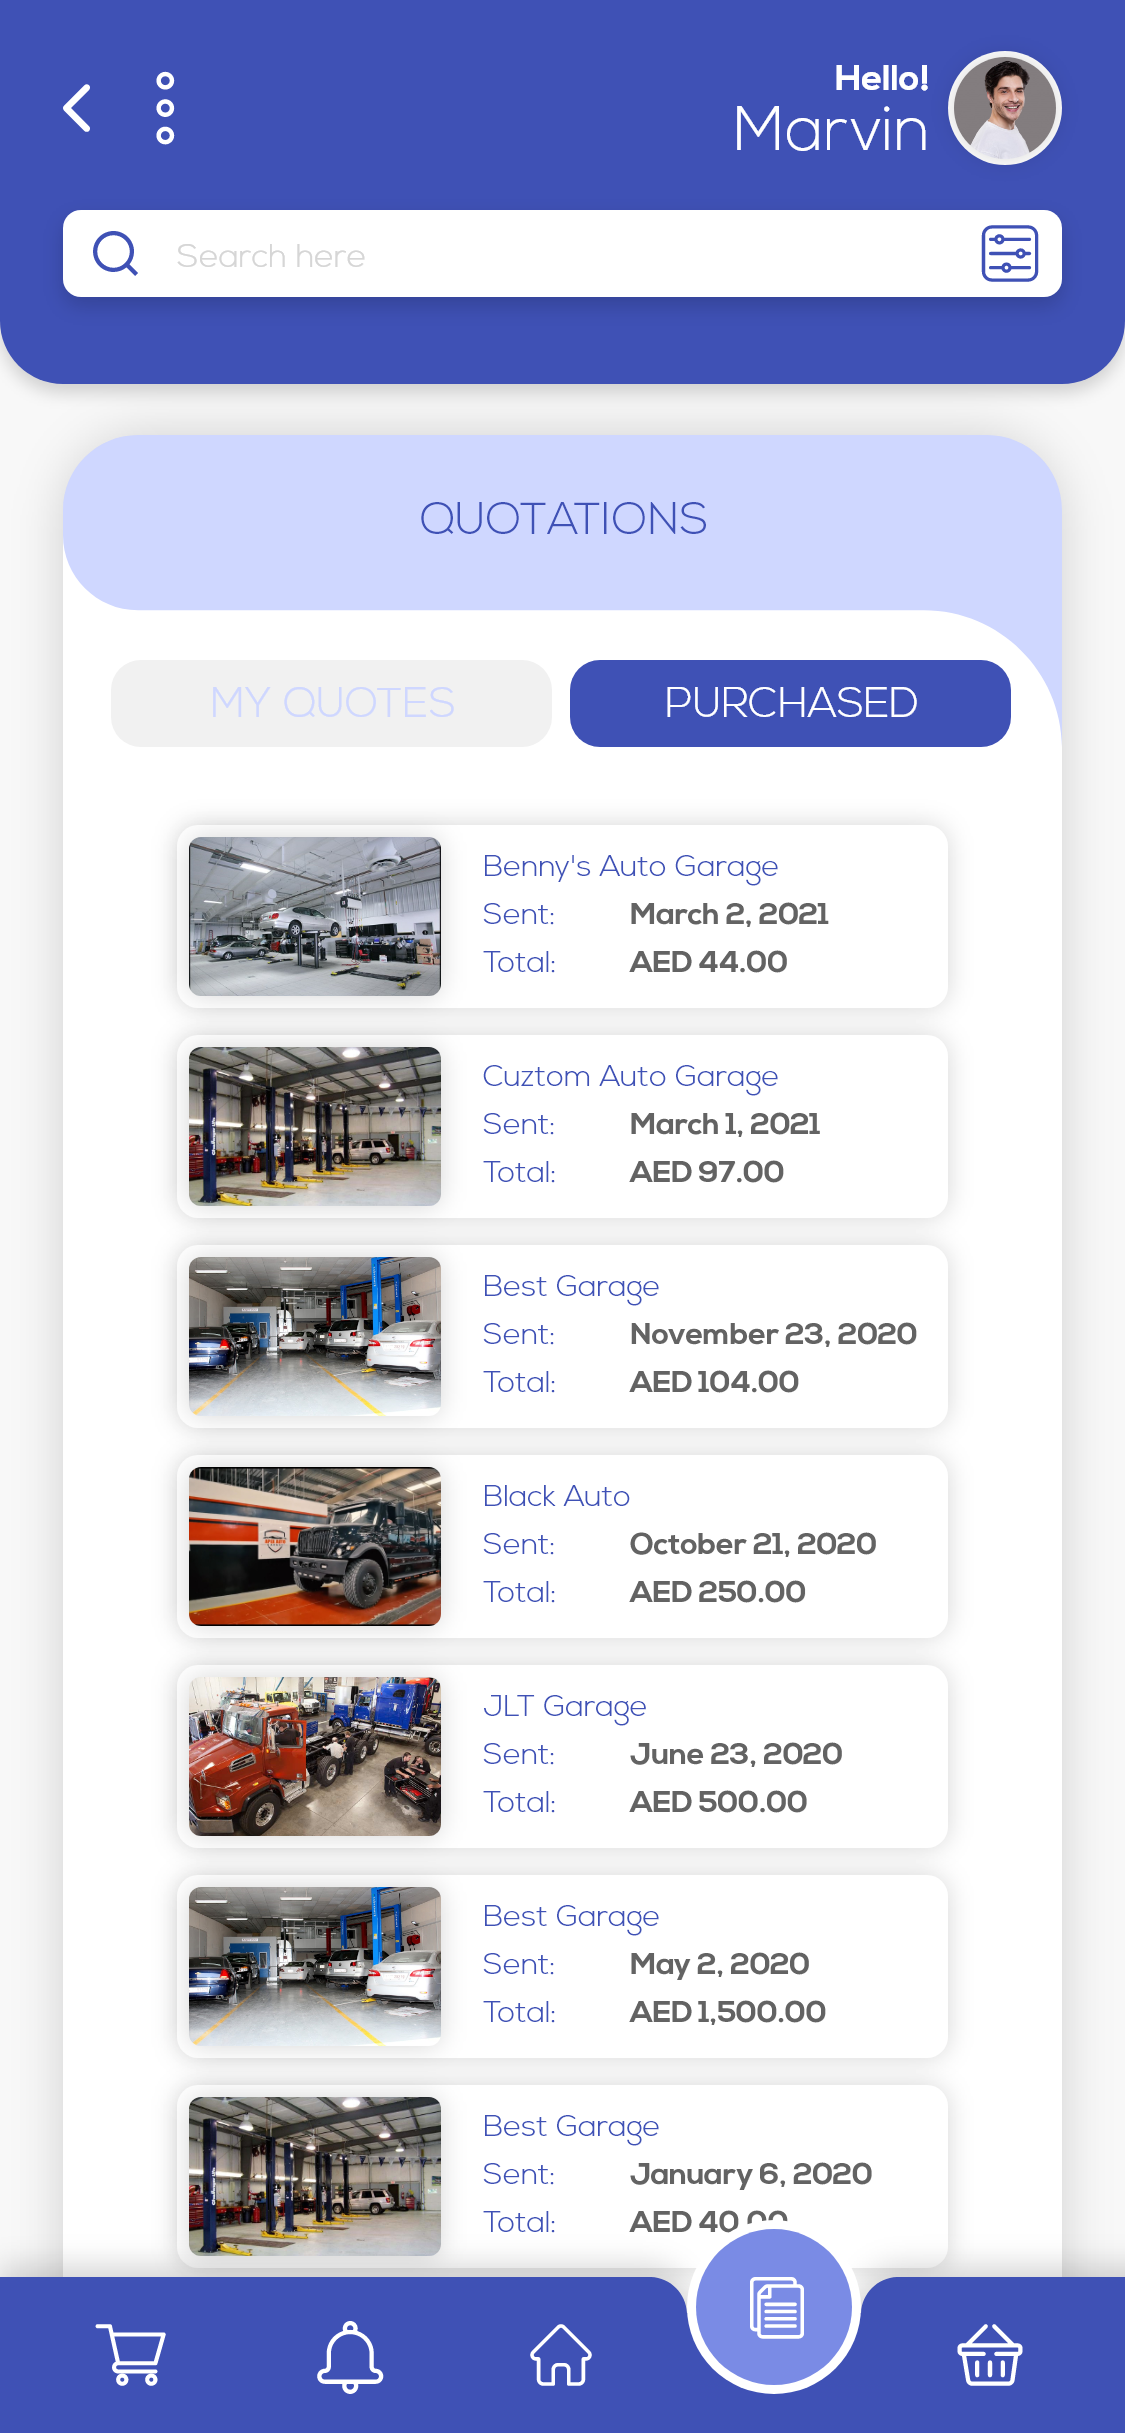 Hello!
Marvin
Search here
QUOTATIONS
MY QUOTES
PURCHASED
Benny's Auto Garage
Sent: March 2, 2021
Total: AED 44.00
Cuztom Auto Garage
Sent: March 1, 2021
Total: AED 97.00
Best Garage
Sent: November 23, 2020
Total: AED 104.00
Black Auto
Sent: October 21, 2020
Total: AED 250.00
JLT Garage
Sent: June 23, 2020
Total: AED 500.00
Best Garage
Sent: May 2, 2020
Total: AED 1,500.00
Best Garage
Sent: January 6, 2020
Total: AED 40.00